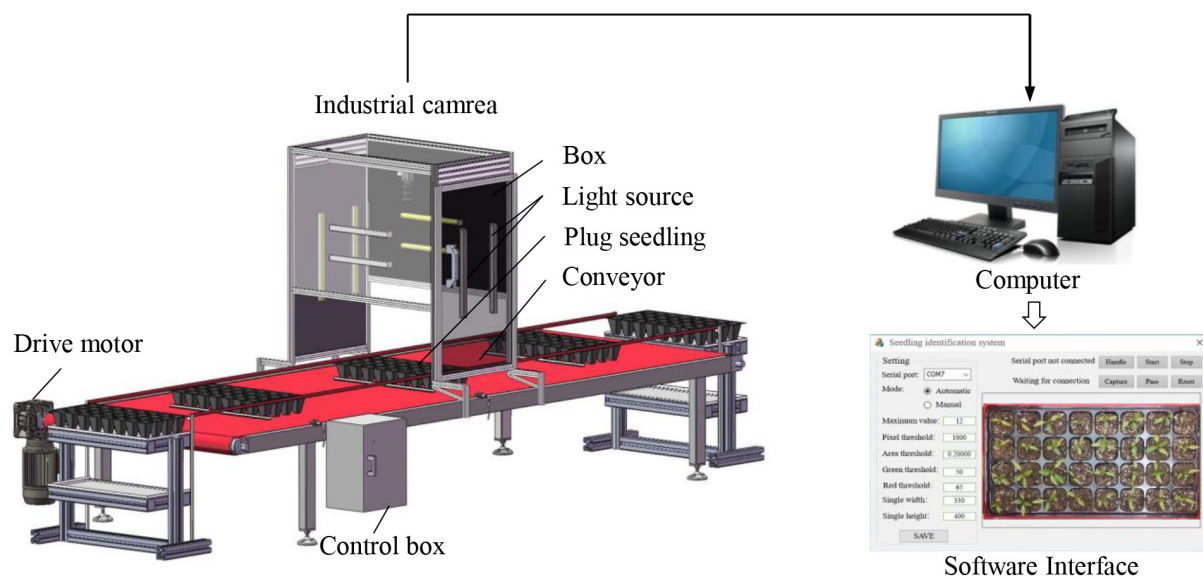 Industrial camrea
Box
Light source
Plug seedling
Conveyor
Drive motor
Control box
Computer
Seedling identification system
Setting
Serial port: COM7
Mode: Automatic
Manual
Maximum value: 12
Pixel threshold: 1000
Area threshold: 0.20000
Green threshold: 50
Red threshold: 65
Single width: 330
Single height: 400
SAVE
Serial port not connected Handle Start Stop
Waiting for connection Capture Pass Reset
Software Interface